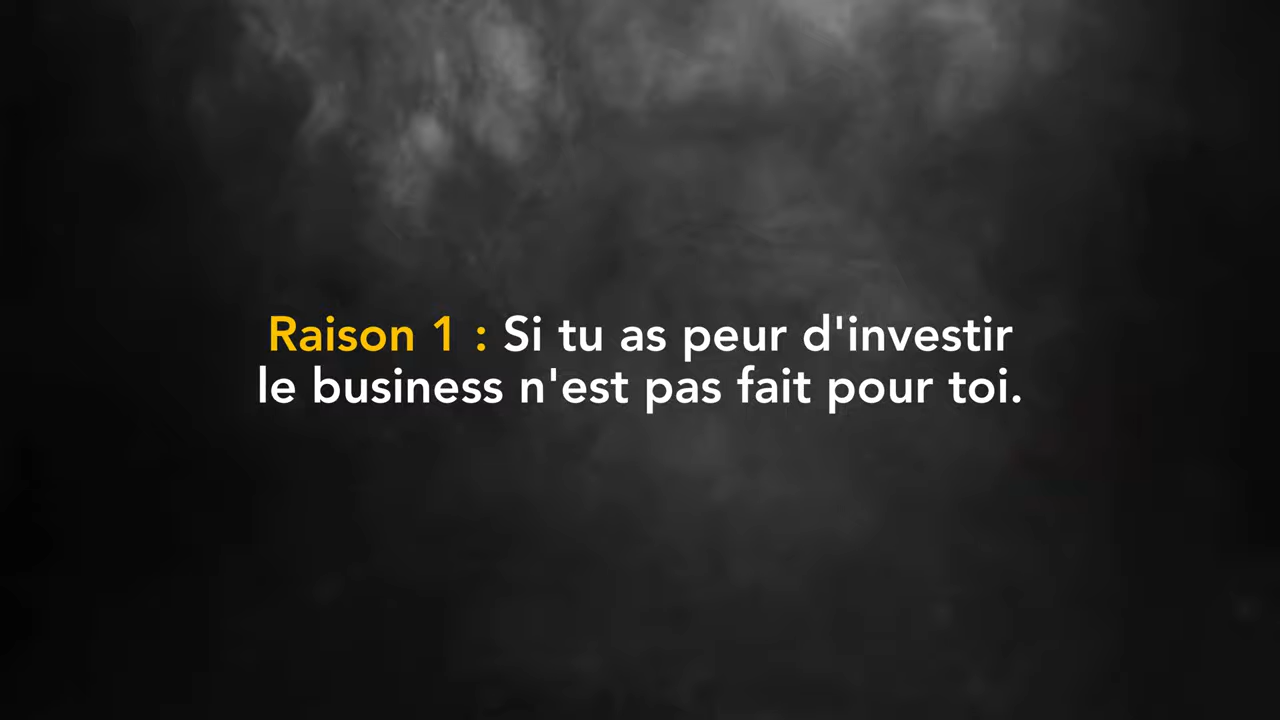 Raison 1 : Si tu as peur d'investir
le business n'est pas fait pour toi.